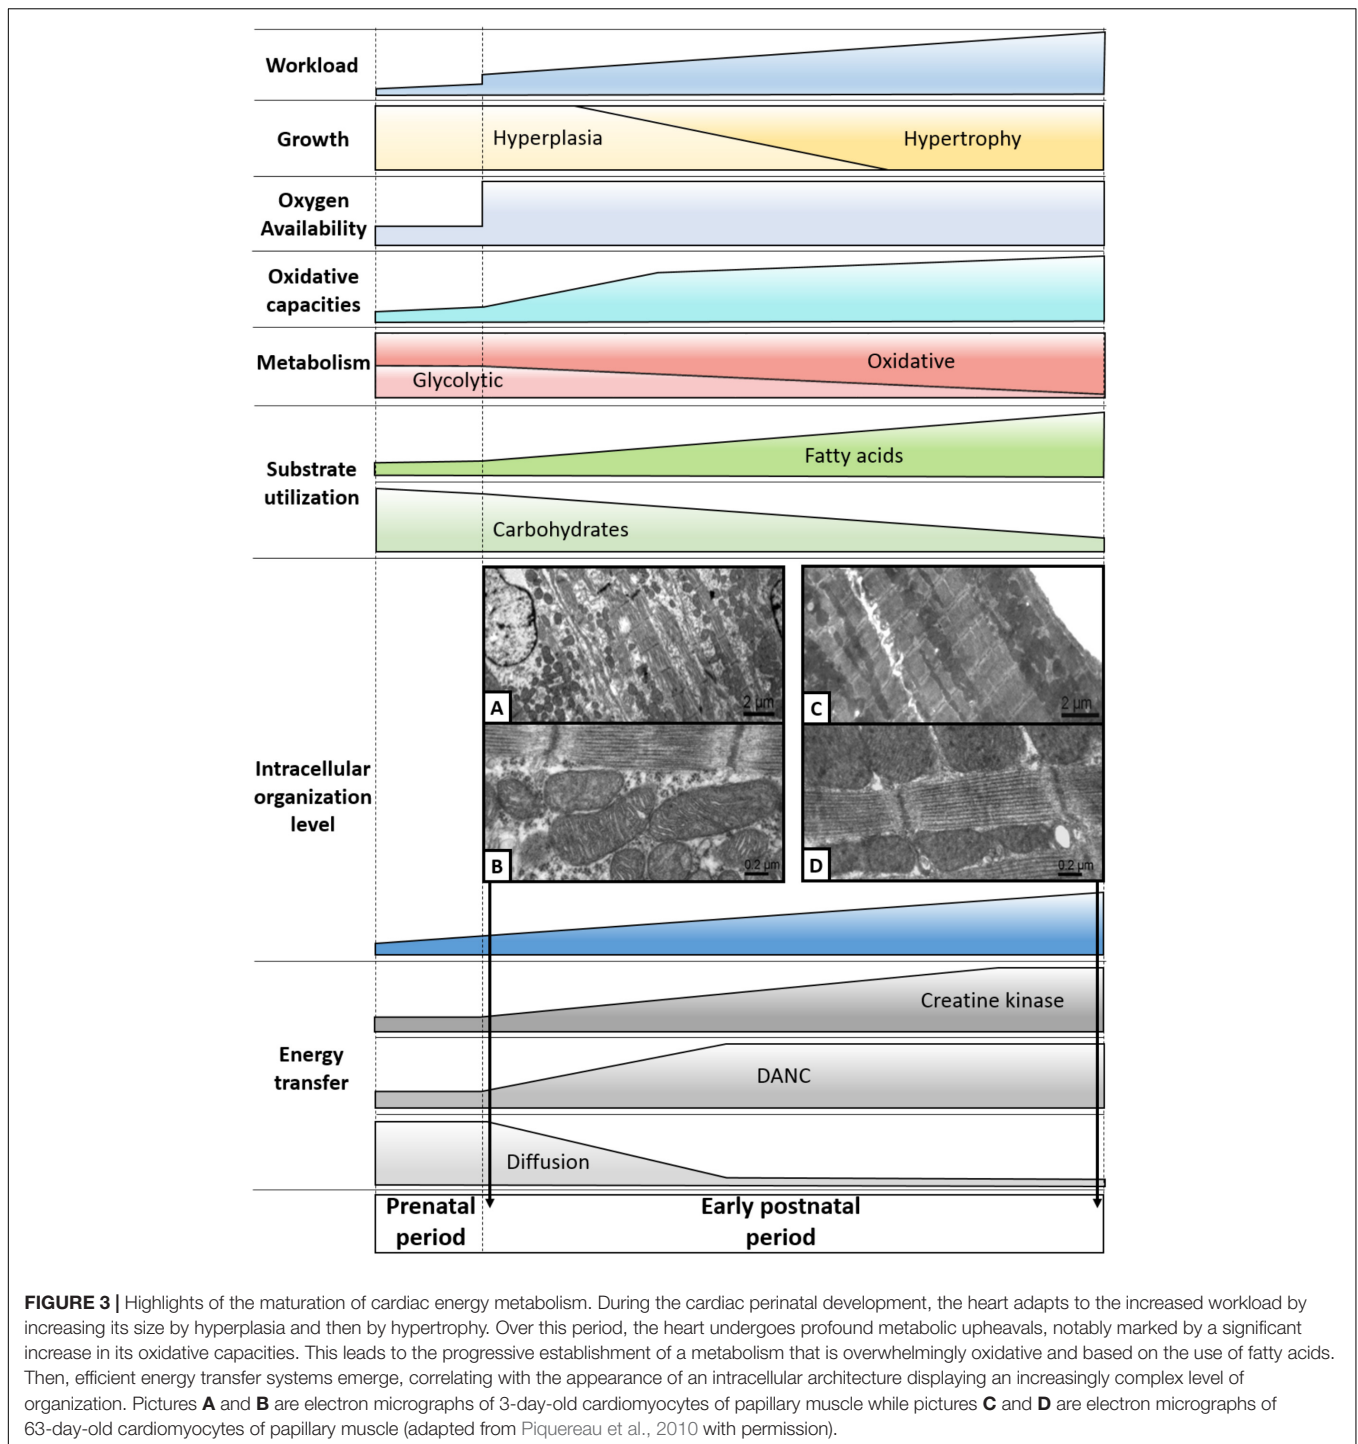 Workload
Growth
Hyperplasia
Hypertrophy
Oxygen
Availability
Oxidative
capacities
Metabolism
Oxidative
Glycolytic
Substrate
utilization
Fatty acids
Carbohydrates
Intracellular
organization
level
A
2 µm
C
2 µm
B
0.2 µm
D
0.2 µm
Energy
transfer
Creatine kinase
DANC
Diffusion
Prenatal
period
Early postnatal
period
FIGURE 3 | Highlights of the maturation of cardiac energy metabolism. During the cardiac perinatal development, the heart adapts to the increased workload by
increasing its size by hyperplasia and then by hypertrophy. Over this period, the heart undergoes profound metabolic upheavals, notably marked by a significant
increase in its oxidative capacities. This leads to the progressive establishment of a metabolism that is overwhelmingly oxidative and based on the use of fatty acids.
Then, efficient energy transfer systems emerge, correlating with the appearance of an intracellular architecture displaying an increasingly complex level of
organization. Pictures A and B are electron micrographs of 3-day-old cardiomyocytes of papillary muscle while pictures C and D are electron micrographs of
63-day-old cardiomyocytes of papillary muscle (adapted from Piquereau et al., 2010 with permission).